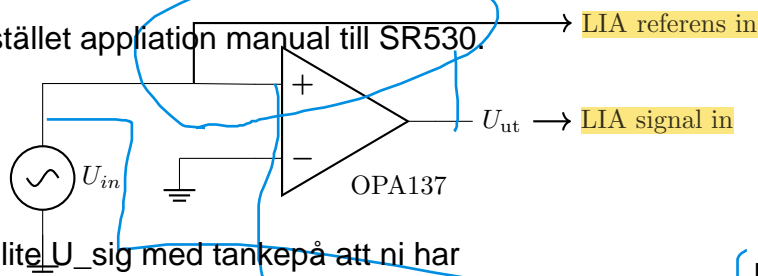 LIA referens in
stället appliation manual till SR530.
+
U_ut LIA signal in
−
U_in
OPA137
lite U_sig med tankepå att ni har